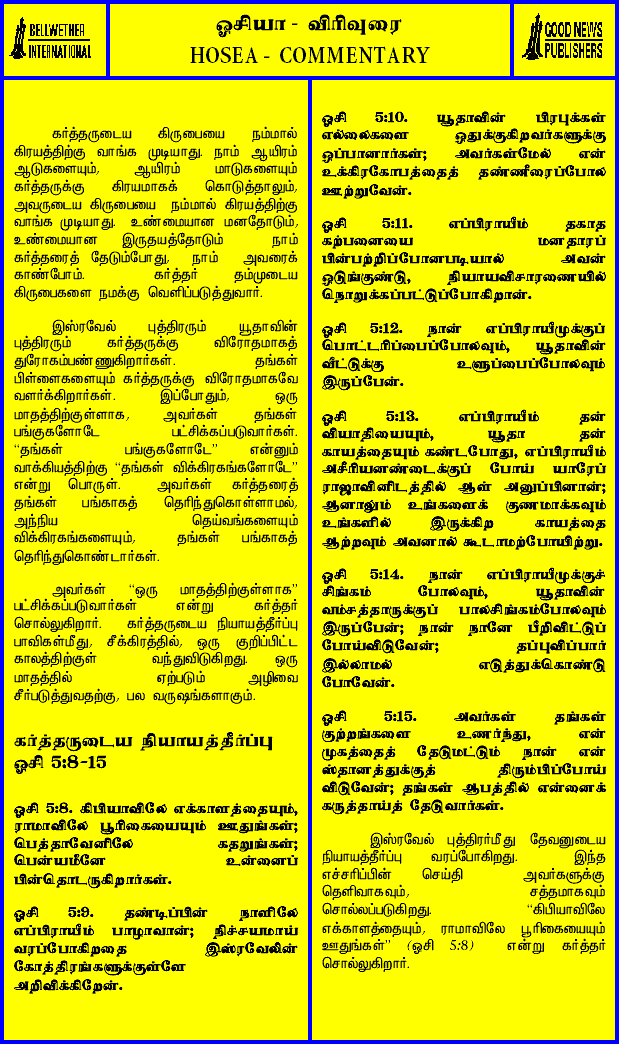 BELLWETHER
INTERNATIONAL
ஓசியா - விரிவுரை
HOSEA - COMMENTARY
GOOD NEWS
PUBLISHERS
கர்த்தருடைய கிருபையை நம்மால்
கிரயத்திற்கு வாங்க முடியாது. நாம் ஆயிரம்
ஆடுகளையும், ஆயிரம் மாடுகளையும்
கர்த்தருக்கு கிரயமாகக் கொடுத்தாலும்,
அவருடைய கிருபையை நம்மால் கிரயத்திற்கு
வாங்க முடியாது. உண்மையான மனதோடும்,
உண்மையான இருதயத்தோடும் நாம்
கர்த்தரைத் தேடும்போது, நாம் அவரைக்
காண்போம். கர்த்தர் தம்முடைய
கிருபைகளை நமக்கு வெளிப்படுத்துவார்.
இஸ்ரவேல் புத்திரரும் யூதாவின்
புத்திரரும் கர்த்தருக்கு விரோதமாகத்
துரோகம்பண்ணுகிறார்கள். தங்கள்
பிள்ளைகளையும் கர்த்தருக்கு விரோதமாகவே
வளர்க்கிறார்கள். இப்போதும், ஒரு
மாதத்திற்குள்ளாக, அவர்கள் தங்கள்
பங்குகளோடே பட்சிக்கப்படுவார்கள்.
“தங்கள் பங்குகளோடே” என்னும்
வாக்கியத்திற்கு “தங்கள் விக்கிரகங்களோடே”
என்று பொருள். அவர்கள் கர்த்தரைத்
தங்கள் பங்காகத் தெரிந்துகொள்ளாமல்,
அந்நிய தெய்வங்களையும்
விக்கிரகங்களையும், தங்கள் பங்காகத்
தெரிந்துகொண்டார்கள்.
அவர்கள் “ஒரு மாதத்திற்குள்ளாக”
பட்சிக்கப்படுவார்கள் என்று கர்த்தர்
சொல்லுகிறார். கர்த்தருடைய நியாயத்தீர்ப்பு
பாவிகள்மீது, சீக்கிரத்தில், ஒரு குறிப்பிட்ட
காலத்திற்குள் வந்துவிடுகிறது. ஒரு
மாதத்தில் ஏற்படும் அழிவை
சீர்படுத்துவதற்கு, பல வருஷங்களாகும்.
கர்த்தருடைய நியாயத்தீர்ப்பு
ஓசி 5:8-15
ஓசி 5:8. கிபியாவிலே எக்காளத்தையும்,
ராமாவிலே பூரிகையையும் ஊதுங்கள்;
பெத்தாவேனிலே கதறுங்கள்;
பென்யமீனே உன்னைப்
பின்தொடருகிறார்கள்.
ஓசி 5:9. தண்டிப்பின் நாளிலே
எப்பிராயீம் பாழாவான்; நிச்சயமாய்
வரப்போகிறதை இஸ்ரவேலின்
கோத்திரங்களுக்குள்ளே
அறிவிக்கிறேன்.
ஓசி 5:10. யூதாவின் பிரபுக்கள்
எல்லைகளை ஒதுக்குகிறவர்களுக்கு
ஒப்பானார்கள்; அவர்கள்மேல் என்
உக்கிரகோபத்தைத் தண்ணீரைப்போல
ஊற்றுவேன்.
ஓசி 5:11. எப்பிராயீம் தகாத
கற்பனையை மனதாரப்
பின்பற்றிப்போனபடியால் அவன்
ஒடுங்குண்டு, நியாயவிசாரணையில்
நொறுக்கப்பட்டுப்போகிறான்.
ஓசி 5:12. நான் எப்பிராயீமுக்குப்
பொட்டரிப்பைப்போலவும், யூதாவின்
வீட்டுக்கு உளுப்பைப்போலவும்
இருப்பேன்.
ஓசி 5:13. எப்பிராயீம் தன்
வியாதியையும், யூதா தன்
காயத்தையும் கண்டபோது, எப்பிராயீம்
அசீரியனண்டைக்குப் போய் யாரேப்
ராஜாவினிடத்தில் ஆள் அனுப்பினான்;
ஆனாலும் உங்களைக் குணமாக்கவும்
உங்களில் இருக்கிற காயத்தை
ஆற்றவும் அவனால் கூடாமற்போயிற்று.
ஓசி 5:14. நான் எப்பிராயீமுக்குச்
சிங்கம் போலவும், யூதாவின்
வம்சத்தாருக்குப் பாலசிங்கம்போலவும்
இருப்பேன்; நான் நானே பீறிவிட்டுப்
போய்விடுவேன்; தப்புவிப்பார்
இல்லாமல் எடுத்துக்கொண்டு
போவேன்.
ஓசி 5:15. அவர்கள் தங்கள்
குற்றங்களை உணர்ந்து, என்
முகத்தைத் தேடுமட்டும் நான் என்
ஸ்தானத்துக்குத் திரும்பிப்போய்
விடுவேன்; தங்கள் ஆபத்தில் என்னைக்
கருத்தாய்த் தேடுவார்கள்.
இஸ்ரவேல் புத்திரர்மீது தேவனுடைய
நியாயத்தீர்ப்பு வரப்போகிறது. இந்த
எச்சரிப்பின் செய்தி அவர்களுக்கு
தெளிவாகவும், சத்தமாகவும்
சொல்லப்படுகிறது. “கிபியாவிலே
எக்காளத்தையும், ராமாவிலே பூரிகையையும்
ஊதுங்கள்” (ஓசி 5:8) என்று கர்த்தர்
சொல்லுகிறார்.